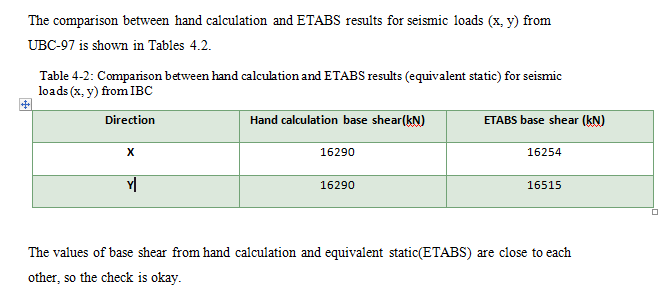 The comparison between hand calculation and ETABS results for seismic loads (x, y) from
UBC-97 is shown in Tables 4.2.
Table 4-2: Comparison between hand calculation and ETABS results (equivalent static) for seismic
loads (x, y) from IBC
Direction Hand calculation base shear(kN) ETABS base shear (kN)
X 16290 16254
Y 16290 16515
The values of base shear from hand calculation and equivalent static(ETABS) are close to each
other, so the check is okay.